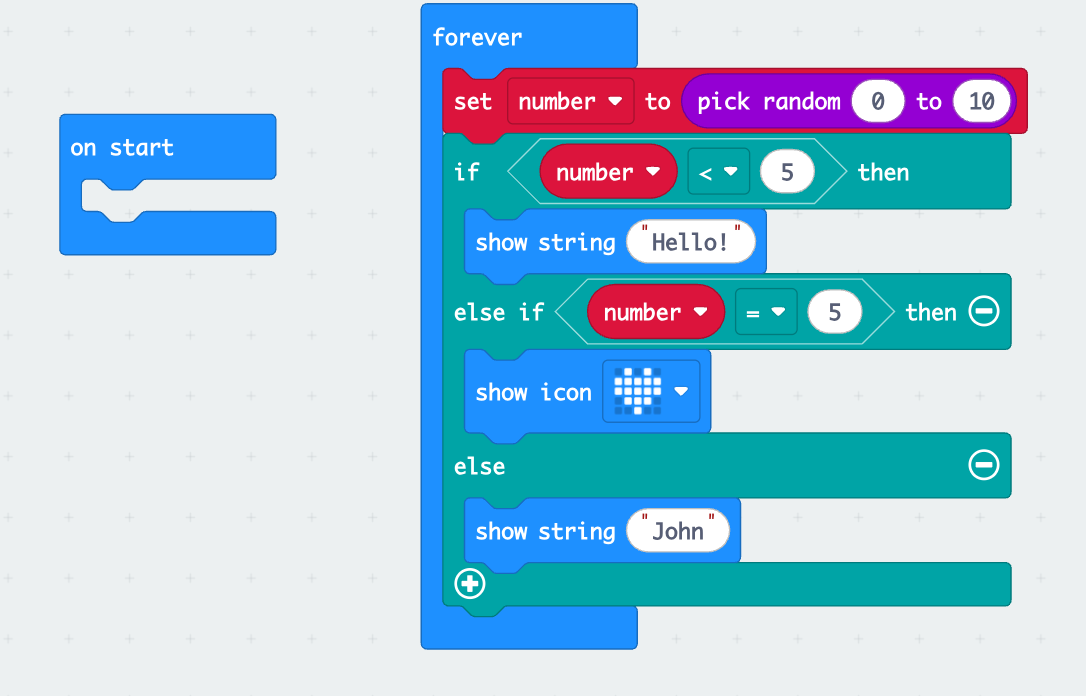 on start
forever
set number to pick random 0 to 10
if number < 5 then
show string "Hello!"
else if number = 5 then
show icon
else
show string "John"